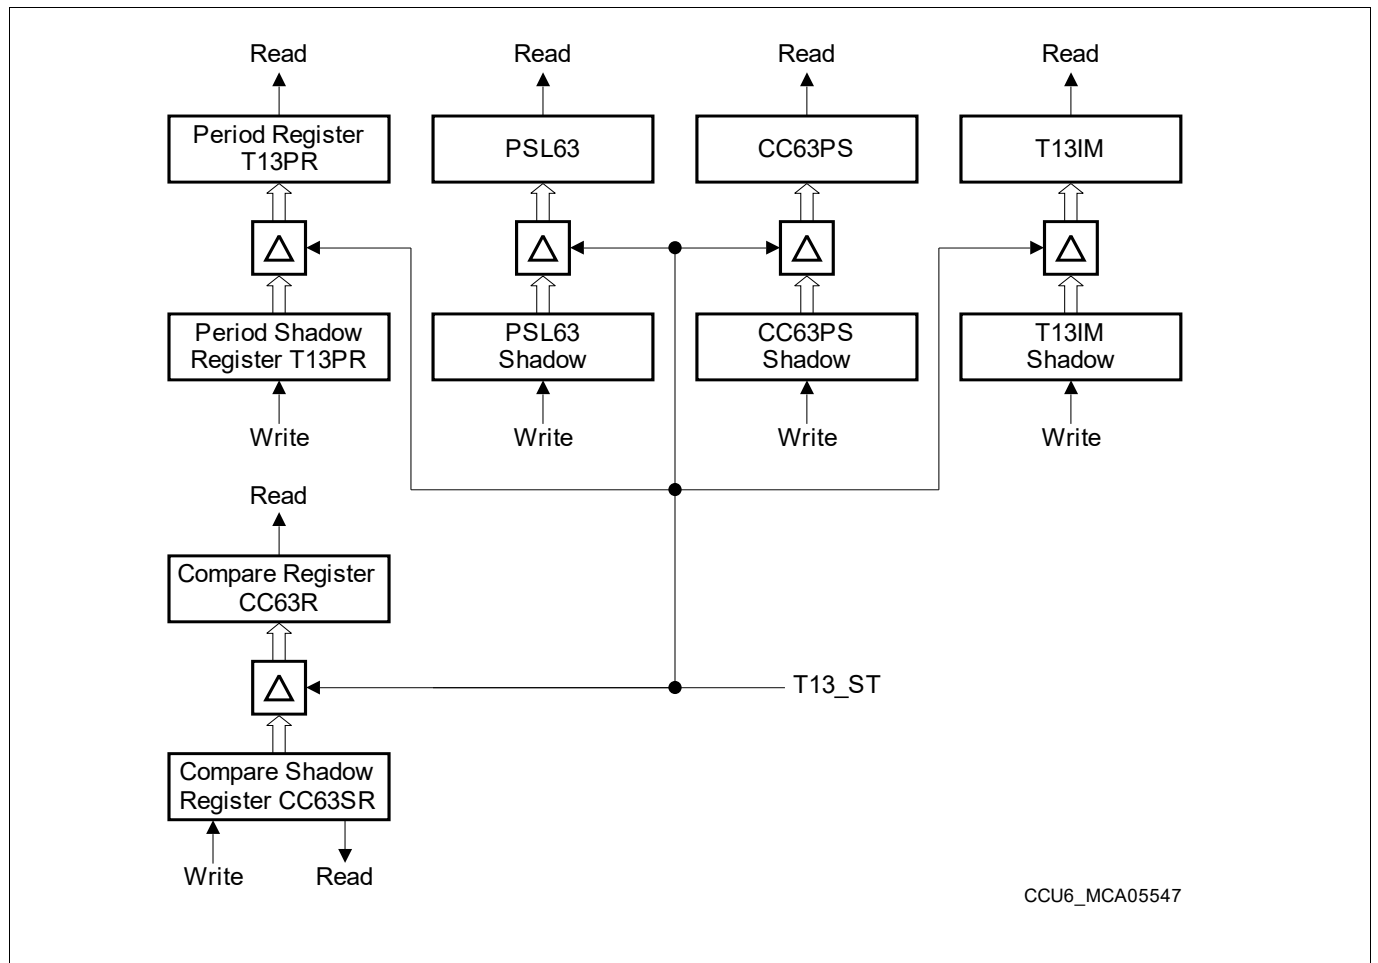 Read
Read
Read
Read
Period Register
T13PR
PSL63
CC63PS
T13IM
Period Shadow
Register T13PR
PSL63
Shadow
CC63PS
Shadow
T13IM
Shadow
Write
Write
Write
Write
Read
Compare Register
CC63R
T13_ST
Compare Shadow
Register CC63SR
Write
Read
CCU6_MCA05547